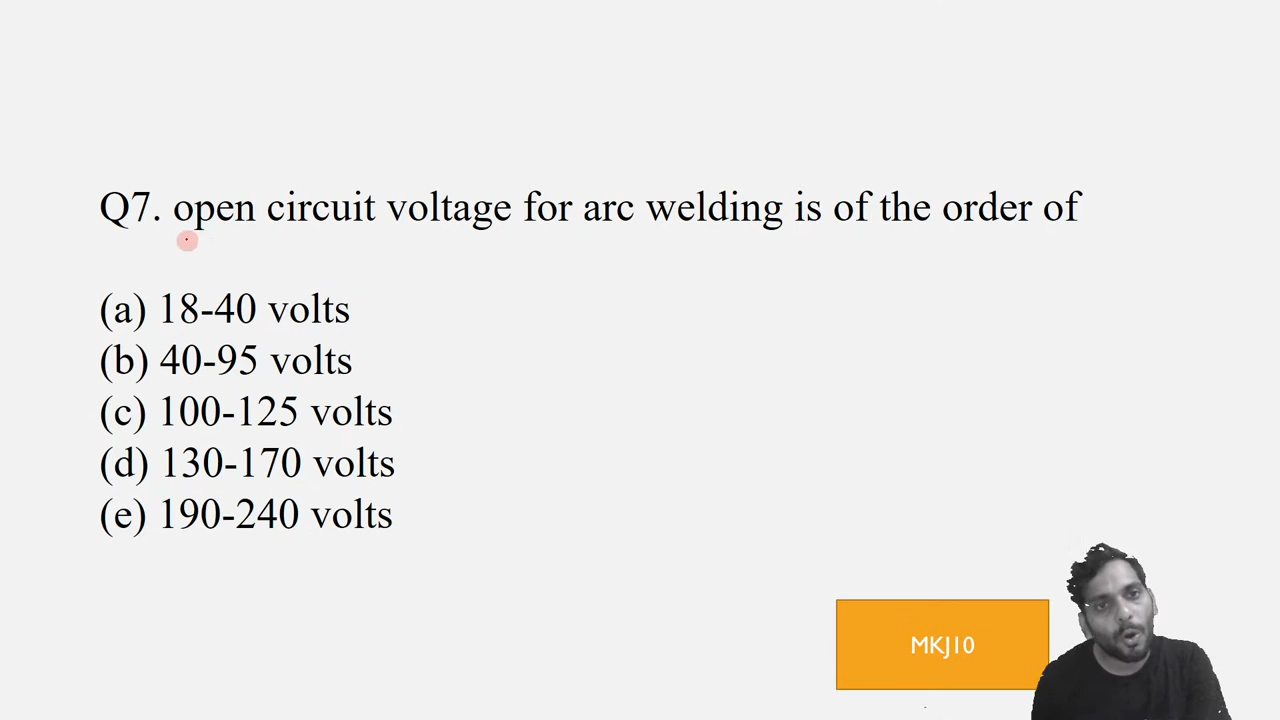 Q7. open circuit voltage for arc welding is of the order of
(a) 18-40 volts
(b) 40-95 volts
(c) 100-125 volts
(d) 130-170 volts
(e) 190-240 volts
MKJ10